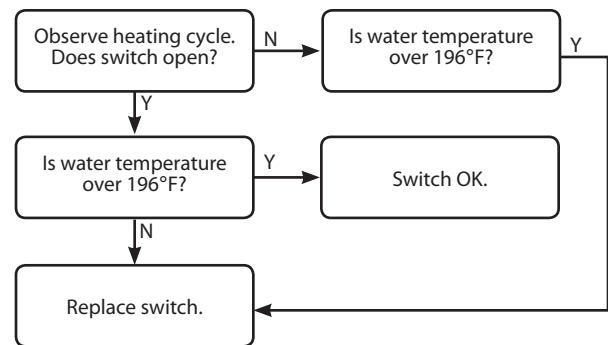 Observe heating cycle.
Does switch open?
N
Is water temperature
over 196°F?
Y
Y
Is water temperature
over 196°F?
Y
Switch OK.
N
Replace switch.